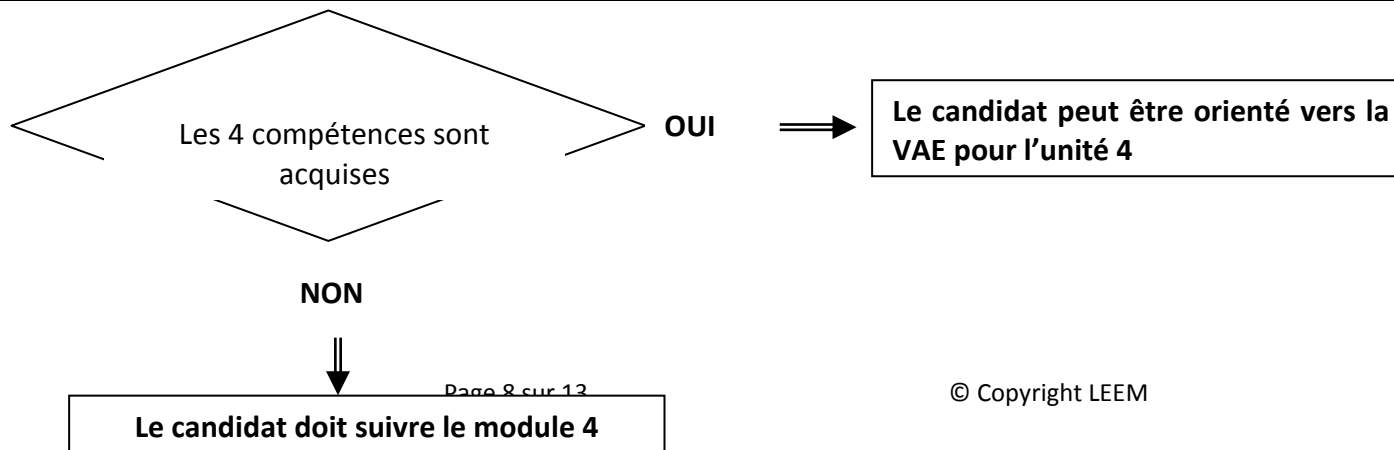 Les 4 compétences sont
acquises
OUI
Le candidat peut être orienté vers la
VAE pour l’unité 4
NON
Page 8 sur 13
© Copyright LEEM
Le candidat doit suivre le module 4